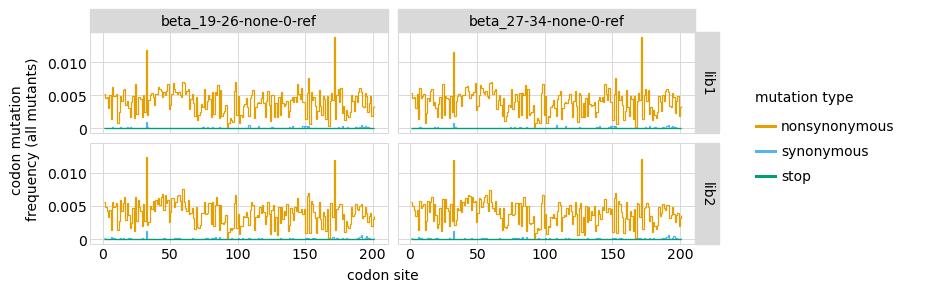 beta_19-26-none-0-ref
beta_27-34-none-0-ref
codon mutation
frequency (all mutants)
0.010
0.005
0
lib1
0.010
0.005
0
lib2
0 50 100 150 200
0 50 100 150 200
codon site
mutation type
nonsynonymous
synonymous
stop